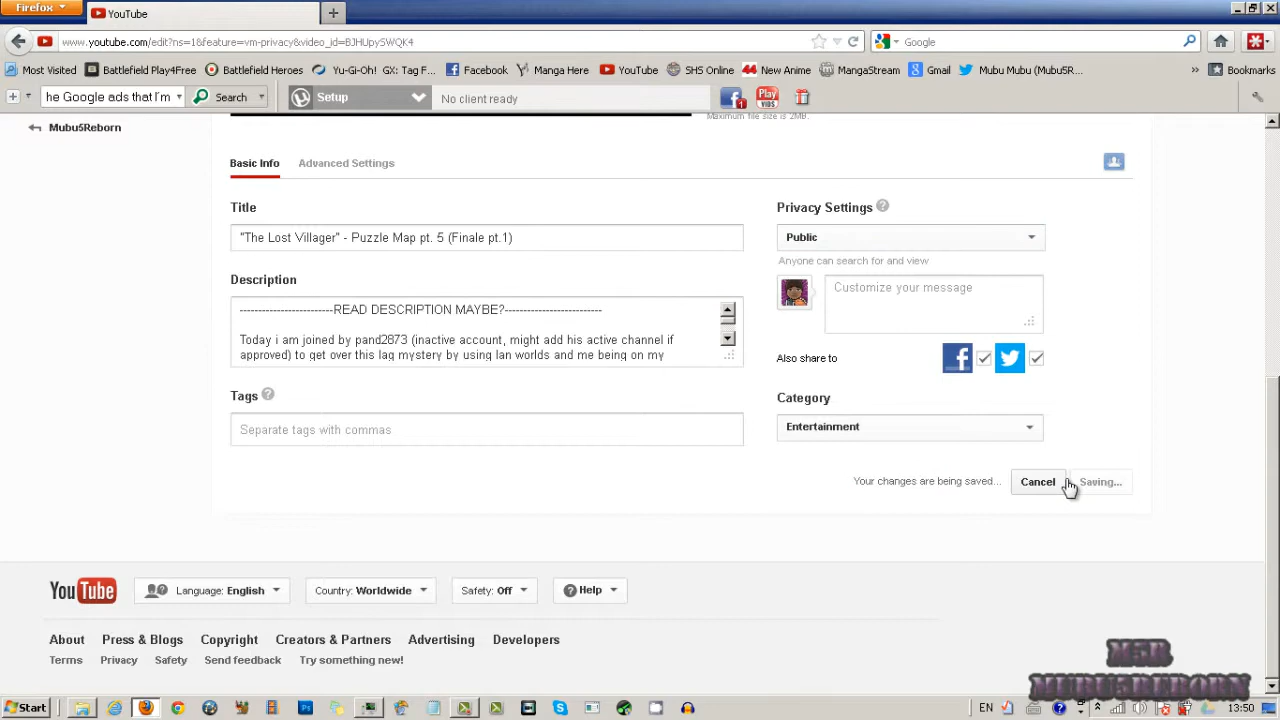 Firefox
YouTube
www.youtube.com/edit?ns=1&feature=vm-privacy&video_id=BJHUpySWQK4
Google
Most Visited
Battlefield Play4Free
Battlefield Heroes
Yu-Gi-Oh! GX: Tag F...
Facebook
Manga Here
YouTube
SHS Online
New Anime
MangaStream
Gmail
Mubu Mubu (Mubu5R...
Bookmarks
he Google ads that I'm
Search
Setup
No client ready
1
Play
VIDS
Mubu5Reborn
Maximum file size is 2MB.
Basic Info
Advanced Settings
Title
Privacy Settings
"The Lost Villager" - Puzzle Map pt. 5 (Finale pt.1)
Public
Anyone can search for and view
Description
Customize your message
--------------------------READ DESCRIPTION MAYBE?---------------------------
Today i am joined by pand2873 (inactive account, might add his active channel if
approved) to get over this lag mystery by using lan worlds and me being on my
Also share to
Tags
Category
Separate tags with commas
Entertainment
Your changes are being saved...
Cancel
Saving...
YouTube
Language: English
Country: Worldwide
Safety: Off
Help
About
Press & Blogs
Copyright
Creators & Partners
Advertising
Developers
Terms
Privacy
Safety
Send feedback
Try something new!
MUBU5REBORN
Start
EN
13:50